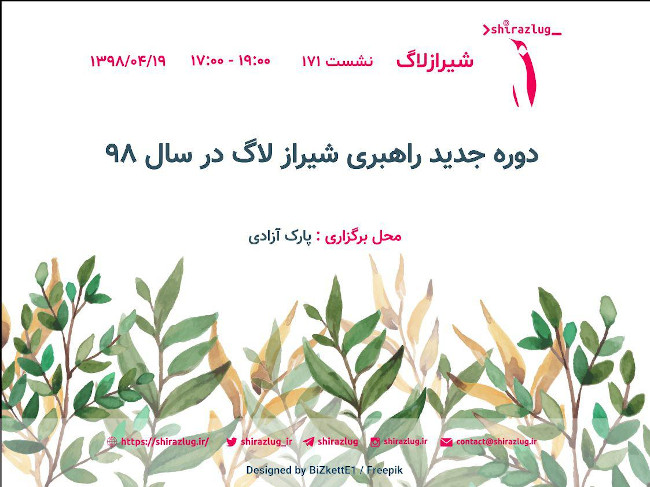 >shirazlug_
شیرازلاگ نشست ۱۷۱ ۱۷:۰۰ - ۱۹:۰۰ ۱۳۹۸/۰۴/۱۹
دوره جدید راهبری شیراز لاگ در سال ۹۸
محل برگزاری : پارک آزادی
https://shirazlug.ir/ shirazlug_ir shirazlug shirazlug.ir contact@shirazlug.ir
Designed by BiZkettE1 / Freepik